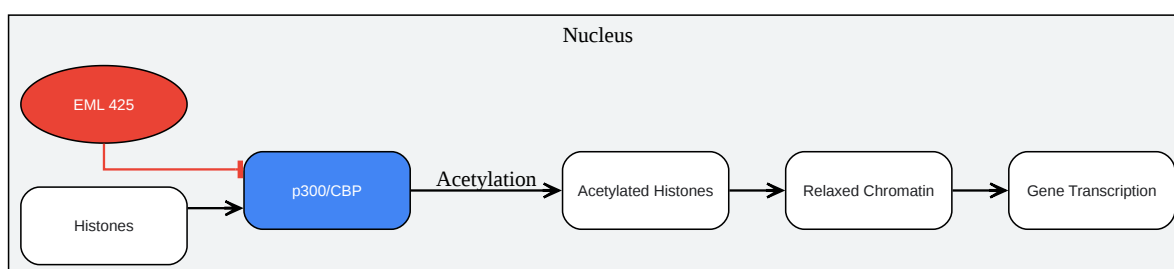 Nucleus
EML 425
Histones
p300/CBP
Acetylation
Acetylated Histones
Relaxed Chromatin
Gene Transcription